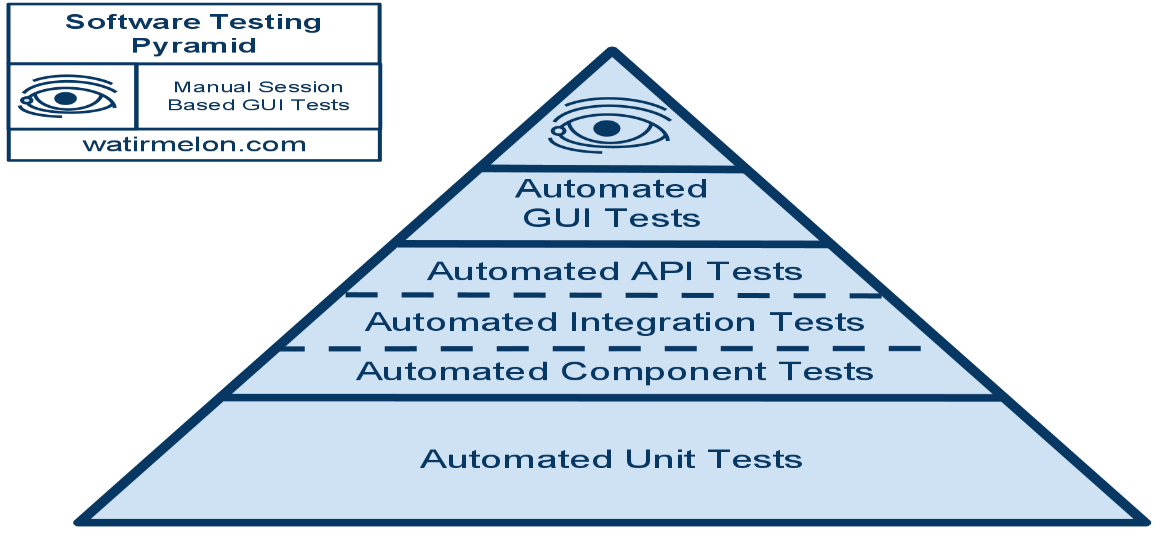 Software Testing
Pyramid
Manual Session
Based GUI Tests
watirmelon.com
Automated
GUI Tests
Automated API Tests
Automated Integration Tests
Automated Component Tests
Automated Unit Tests